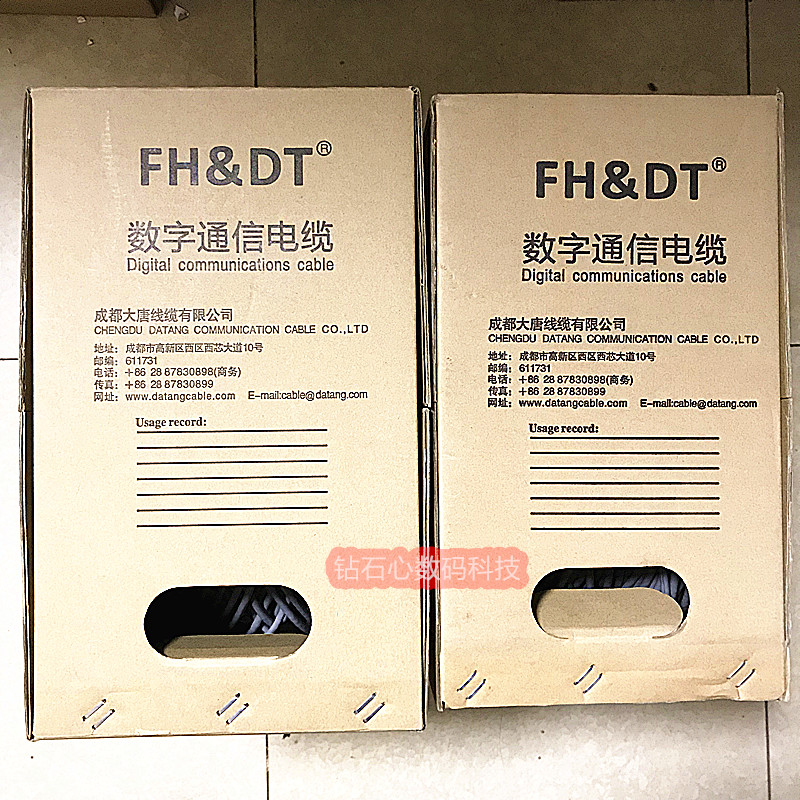 FH&DT®
数字通信电缆
Digital communications cable
成都大唐线缆有限公司
CHENGDU DATANG COMMUNICATION CABLE CO.,LTD
地址：成都市高新区西区西芯大道10号
邮编：611731
电话：+86 28 87830898(商务)
传真：+86 28 87830899
网址：www.datangcable.com E-mail:cable@datang.com
Usage record:
FH&DT®
数字通信电缆
Digital communications cable
成都大唐线缆有限公司
CHENGDU DATANG COMMUNICATION CABLE CO.,LTD
地址：成都市高新区西区西芯大道10号
邮编：611731
电话：+86 28 87830898(商务)
传真：+86 28 87830899
网址：www.datangcable.com E-mail:cable@datang.com
Usage record:
钻石心数码科技